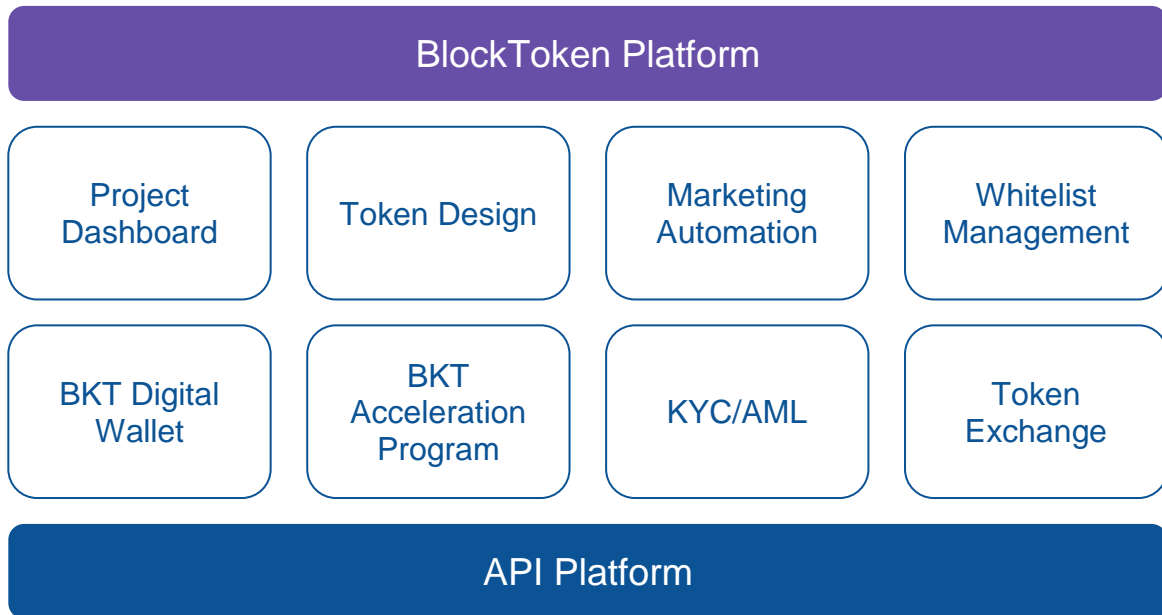 BlockToken Platform
Project
Dashboard
Token Design
Marketing
Automation
Whitelist
Management
BKT Digital
Wallet
BKT
Acceleration
Program
KYC/AML
Token
Exchange
API Platform